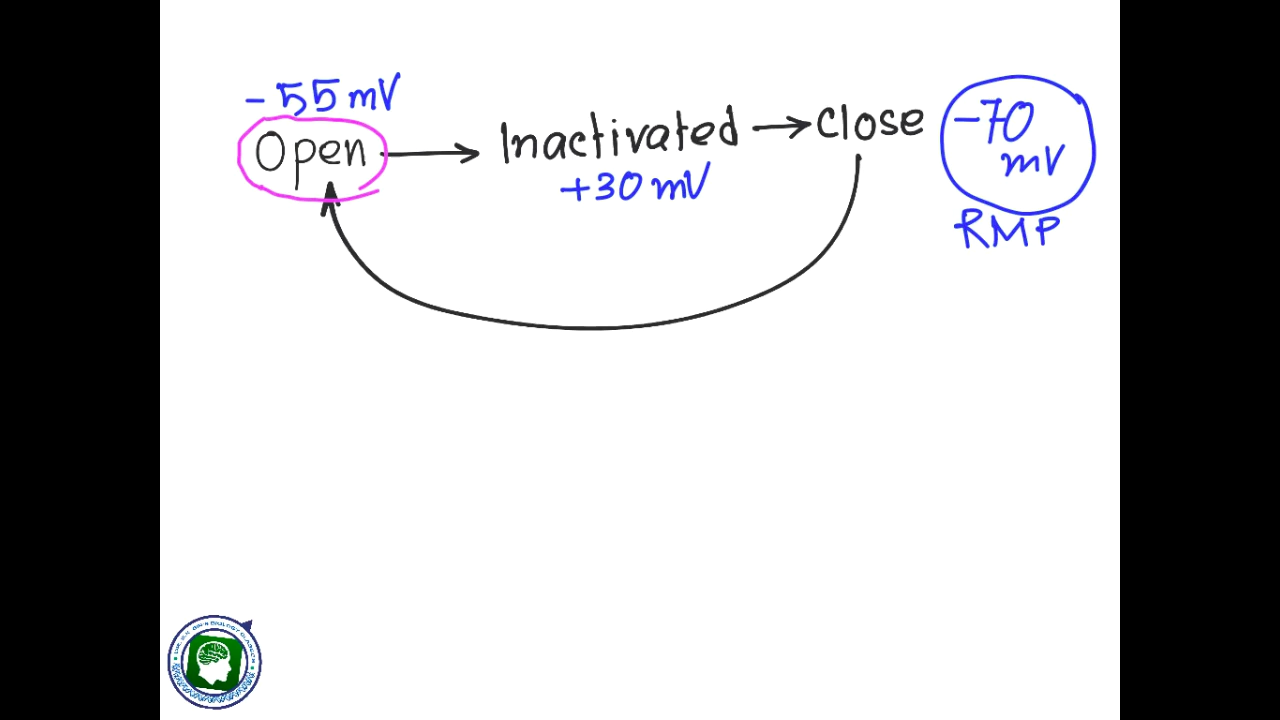 -55 mV
Open
Inactivated
+30 mV
Close
-70
mV
RMP